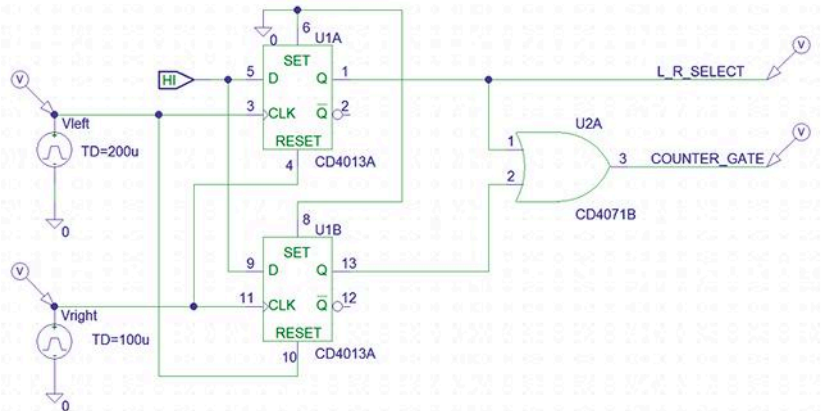 0
6
U1A
SET
HI
5
D
Q
1
L_R_SELECT
V
V
3
CLK
Q
2
Vleft
TD=200u
RESET
4
CD4013A
U2A
1
2
3
COUNTER_GATE
V
CD4071B
0
8
U1B
SET
9
D
Q
13
V
11
CLK
Q
12
Vright
TD=100u
RESET
10
CD4013A
0